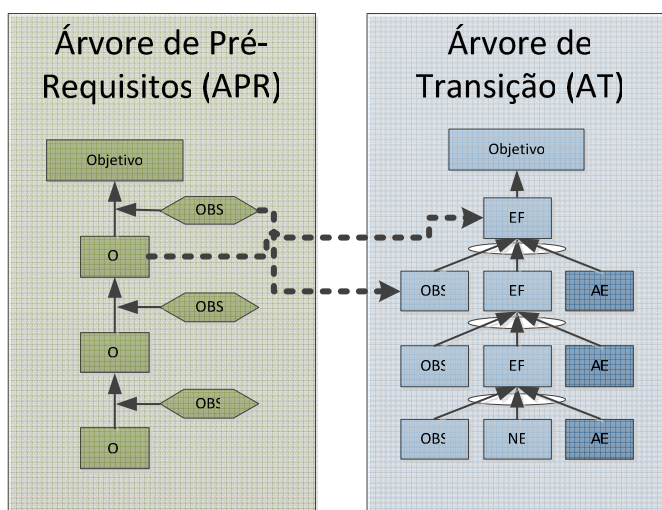 Árvore de Pré-
Requisitos (APR)
Objetivo
OBS
O
OBS
O
OBS
O
Árvore de
Transição (AT)
Objetivo
EF
OBS
EF
AE
OBS
EF
AE
OBS
NE
AE